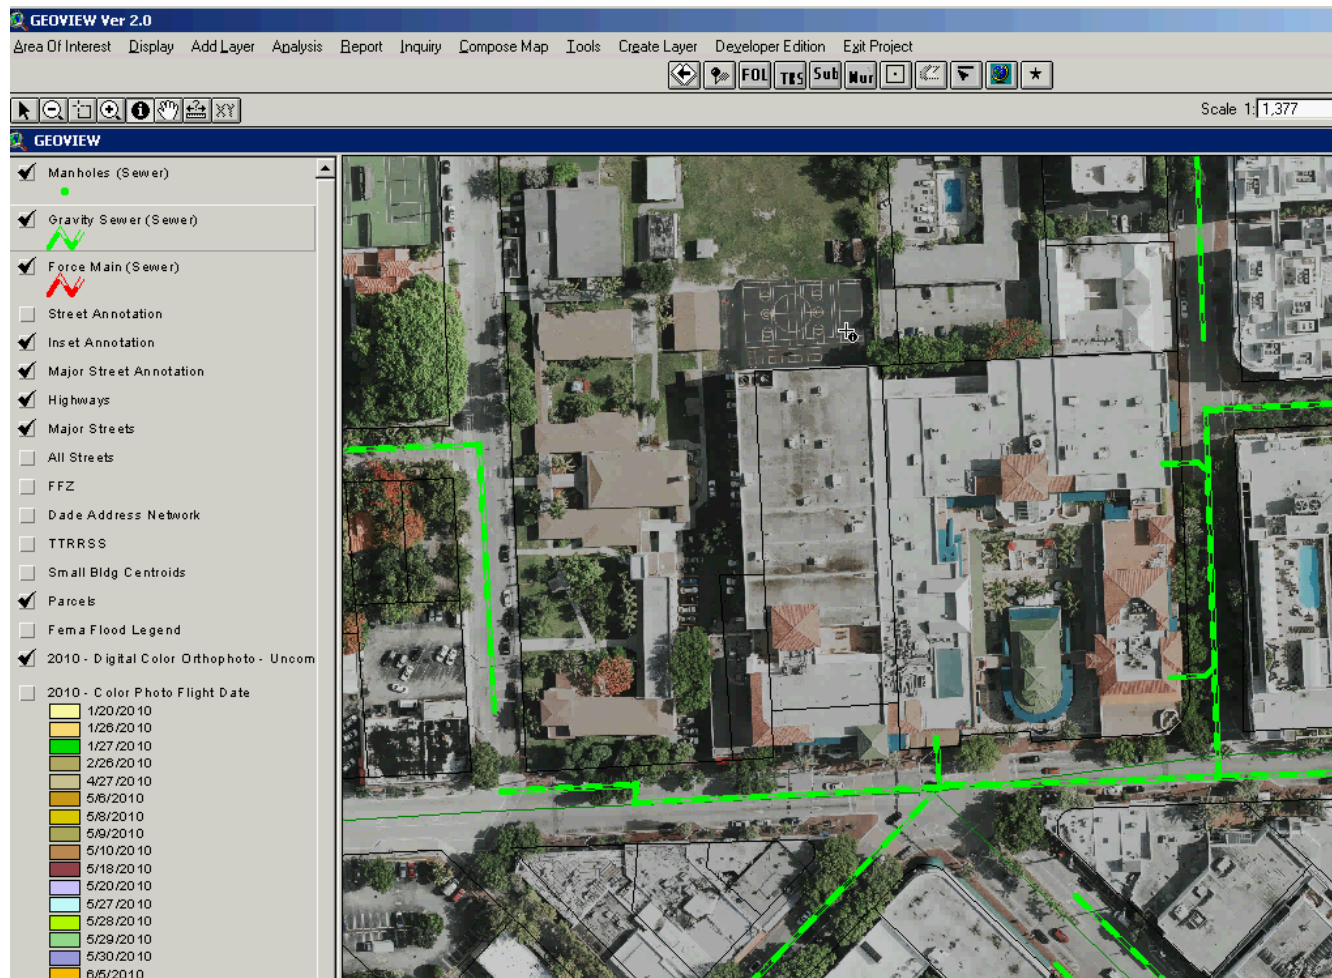 GEOVIEW Ver 2.0
Area Of Interest Display Add Layer Analysis Report Inquiry Compose Map Tools Create Layer Developer Edition Exit Project
FOL TRS Sub Mur
XY Scale 1: 1,377
GEOVIEW
Manholes (Sewer)
Gravity Sewer (Sewer)
Force Main (Sewer)
Street Annotation
Inset Annotation
Major Street Annotation
Highways
Major Streets
All Streets
FFZ
Dade Address Network
TTRRSS
Small Bldg Centroids
Parcels
Fema Flood Legend
2010 - Digital Color Orthophoto - Uncom
2010 - Color Photo Flight Date
1/20/2010
1/26/2010
1/27/2010
2/26/2010
4/27/2010
5/6/2010
5/8/2010
5/9/2010
5/10/2010
5/18/2010
5/20/2010
5/27/2010
5/28/2010
5/29/2010
5/30/2010
6/5/2010